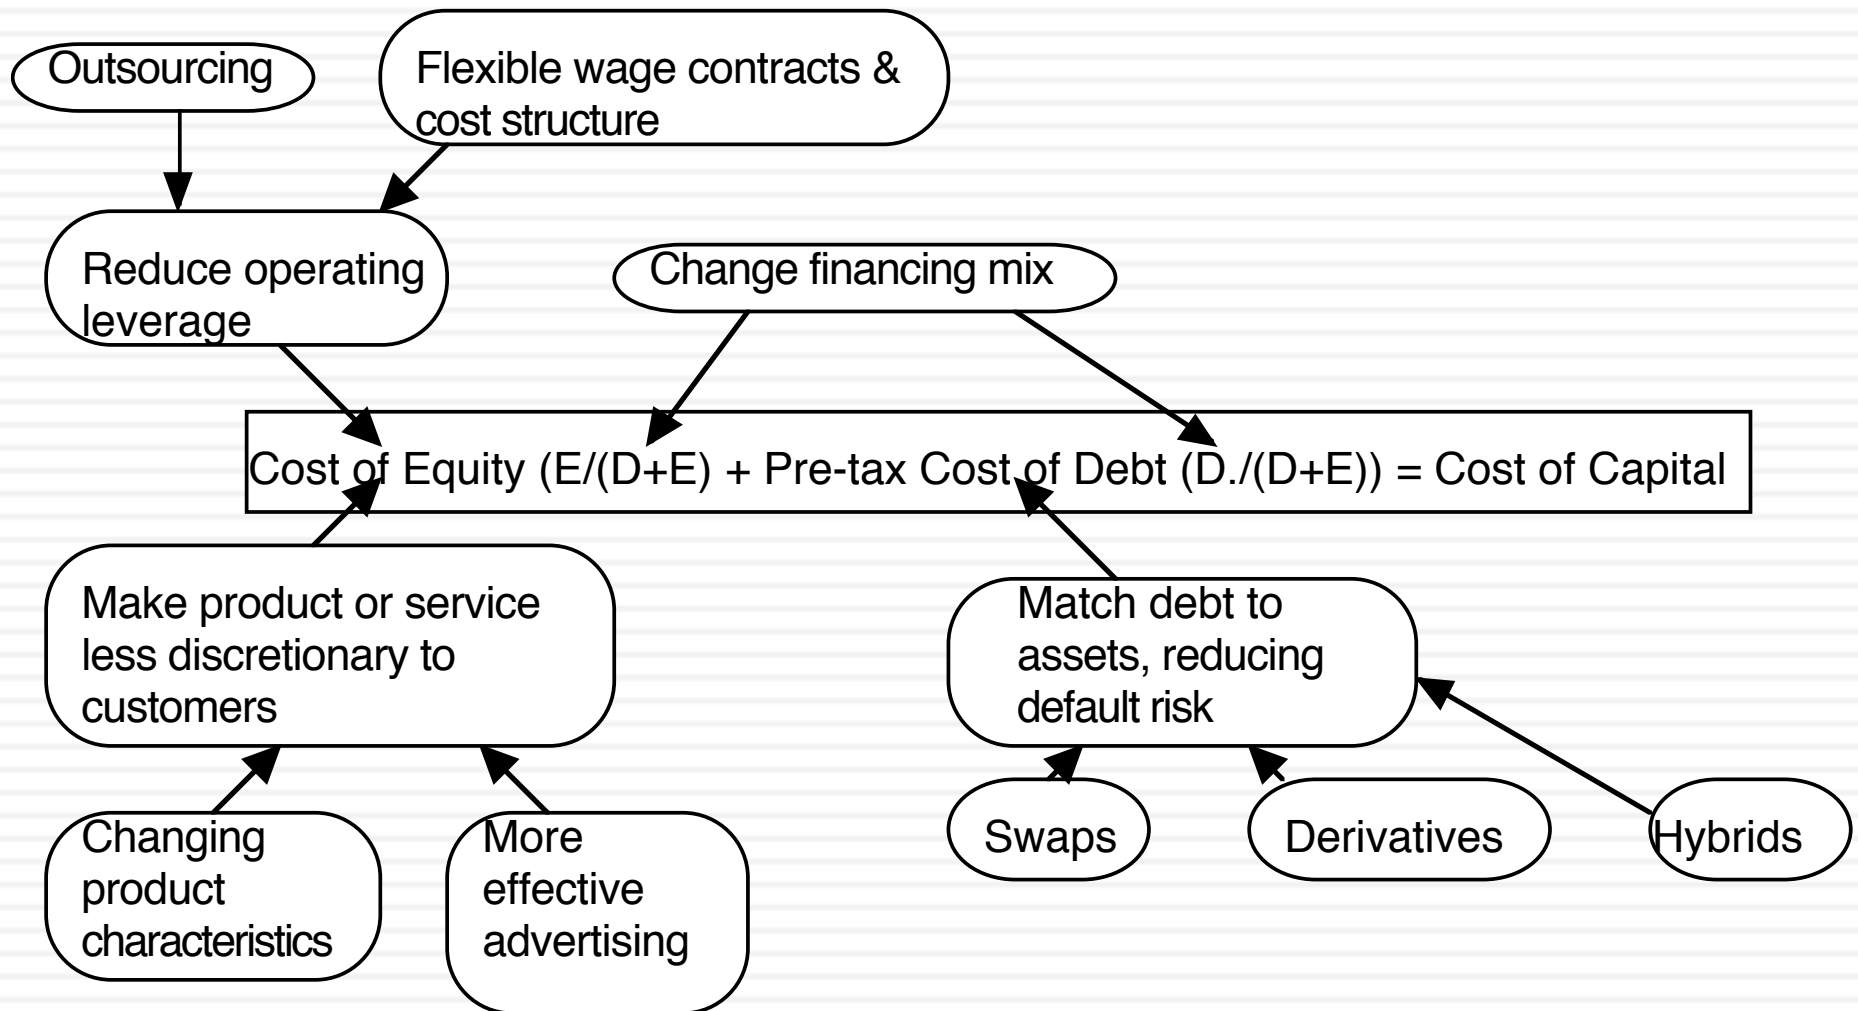 Outsourcing
Flexible wage contracts &
cost structure
Reduce operating
leverage
Change financing mix
Cost of Equity (E/(D+E) + Pre-tax Cost of Debt (D./(D+E)) = Cost of Capital
Make product or service
less discretionary to
customers
Match debt to
assets, reducing
default risk
Changing
product
characteristics
More
effective
advertising
Swaps
Derivatives
Hybrids